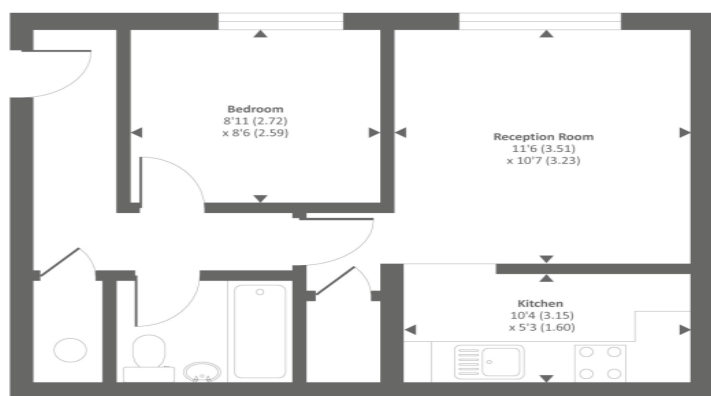 Bedroom
8'11 (2.72)
x 8'6 (2.59)
Reception Room
11'6 (3.51)
x 10'7 (3.23)
Kitchen
10'4 (3.15)
x 5'3 (1.60)